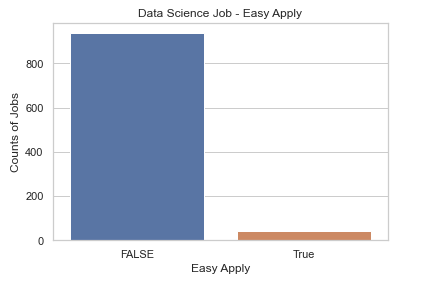 Data Science Job - Easy Apply
Counts of Jobs
800
600
400
200
0
FALSE
True
Easy Apply